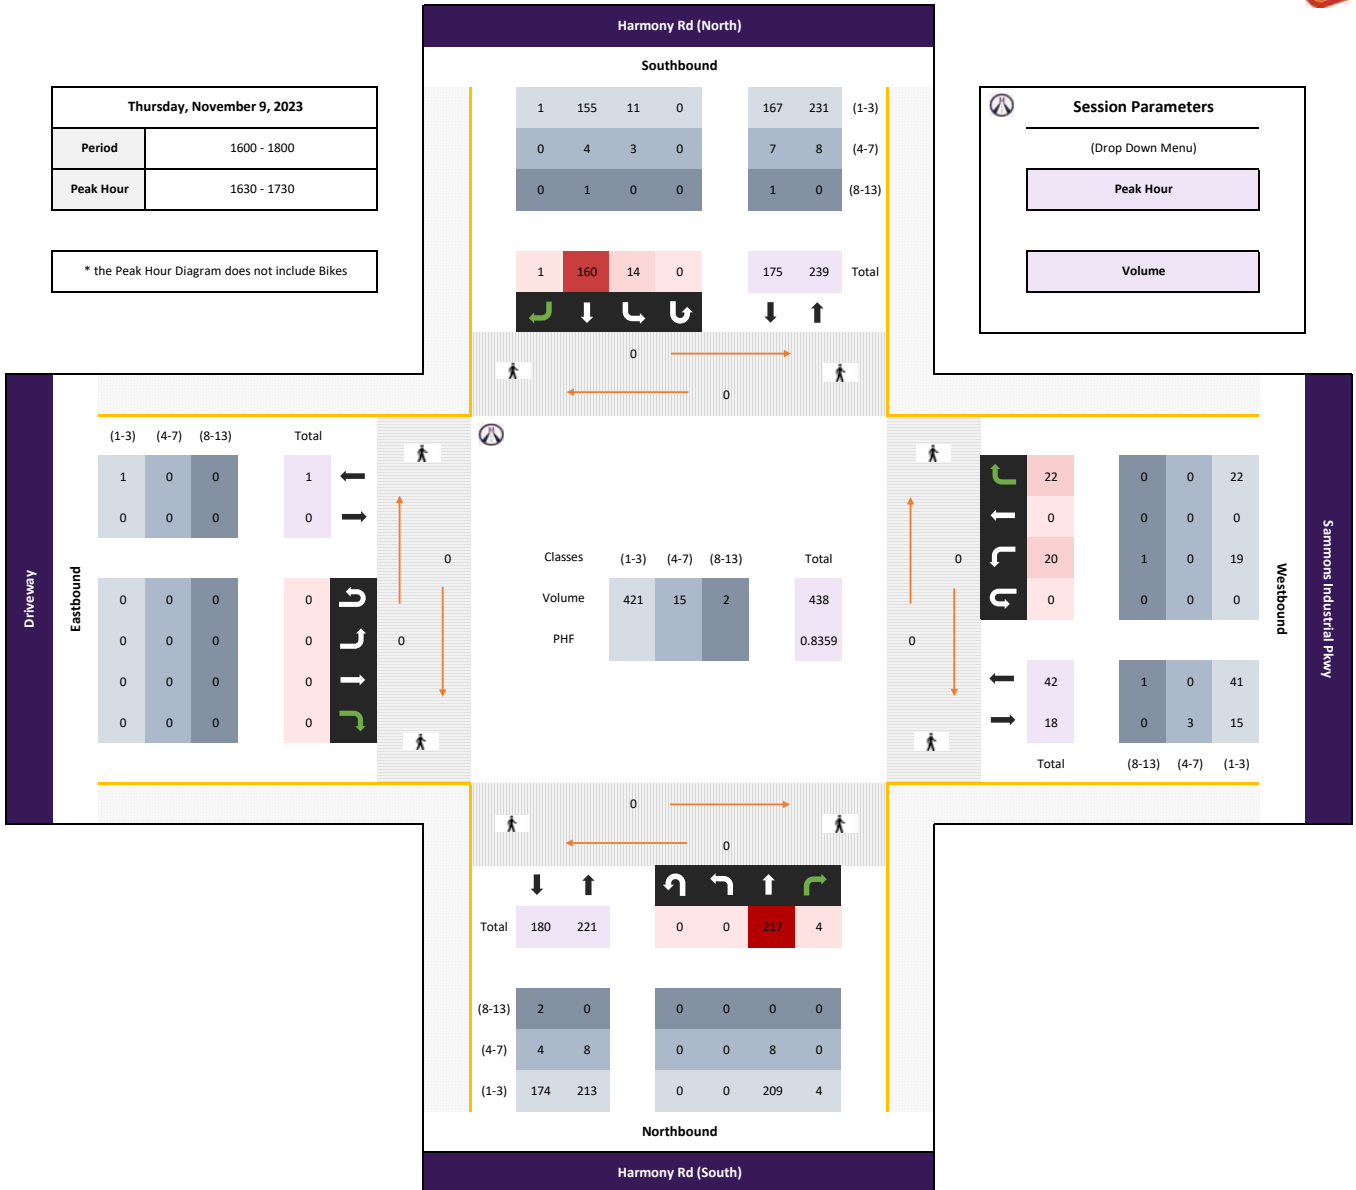 Harmony Rd (North)
Southbound
Thursday, November 9, 2023
Period 1600 - 1800
Peak Hour 1630 - 1730
* the Peak Hour Diagram does not include Bikes
1 155 11 0 167 231 (1-3)
0 4 3 0 7 8 (4-7)
0 1 0 0 1 0 (8-13)
1 160 14 0 175 239 Total
Session Parameters
(Drop Down Menu)
Peak Hour
Volume
0
0
Driveway
Eastbound
(1-3) (4-7) (8-13) Total
1 0 0 1
0 0 0 0
0 0 0 0
0 0 0 0
0 0 0 0
0 0 0 0
0
0
Classes (1-3) (4-7) (8-13) Total
Volume 421 15 2 438
PHF 0.8359
0
0
22 0 0 22
0 0 0 0
20 1 0 19
0 0 0 0
42 1 0 41
18 0 3 15
Total (8-13) (4-7) (1-3)
Westbound
Sammons Industrial Pkwy
0
0
Total 180 221 0 0 217 4
(8-13) 2 0 0 0 0 0
(4-7) 4 8 0 0 8 0
(1-3) 174 213 0 0 209 4
Northbound
Harmony Rd (South)